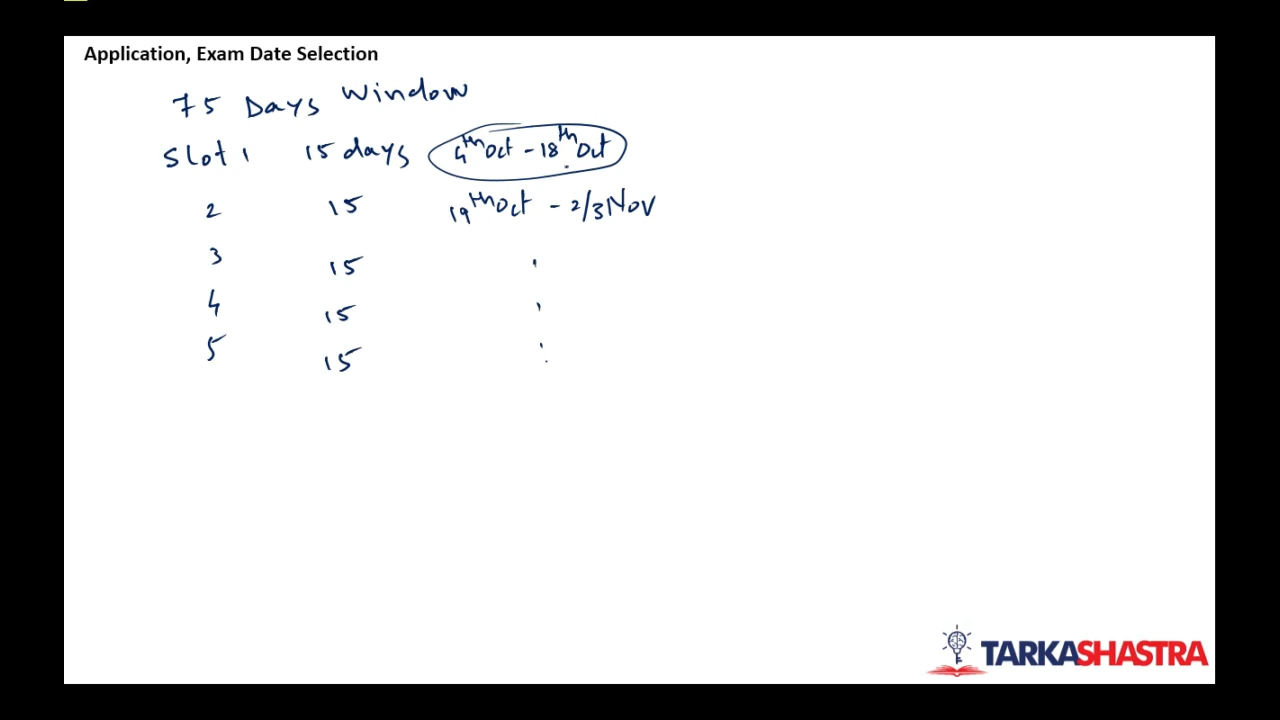 Application, Exam Date Selection
75 Days Window
Slot 1 15 days 4th Oct - 18th Oct
2 15 19th Oct - 2/3 Nov
3 15
4 15
5 15
TARKASHASTRA